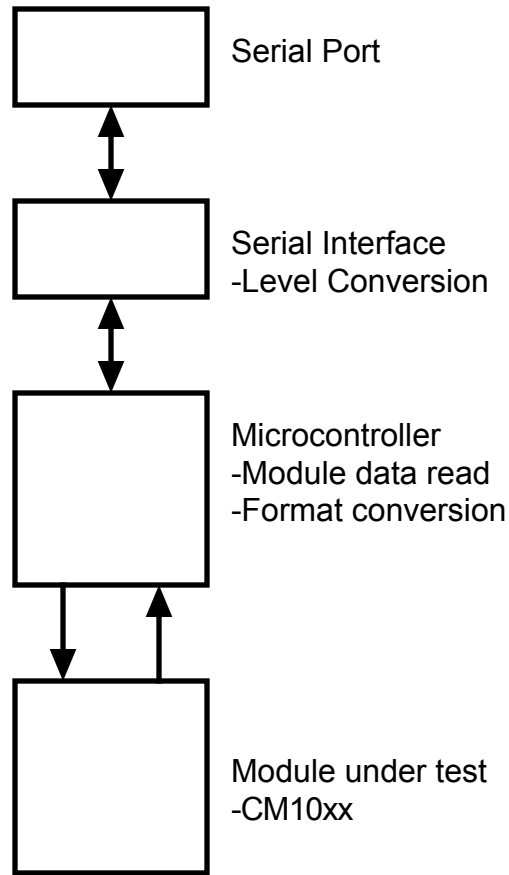 Serial Port
Serial Interface
-Level Conversion
Microcontroller
-Module data read
-Format conversion
Module under test
-CM10xx